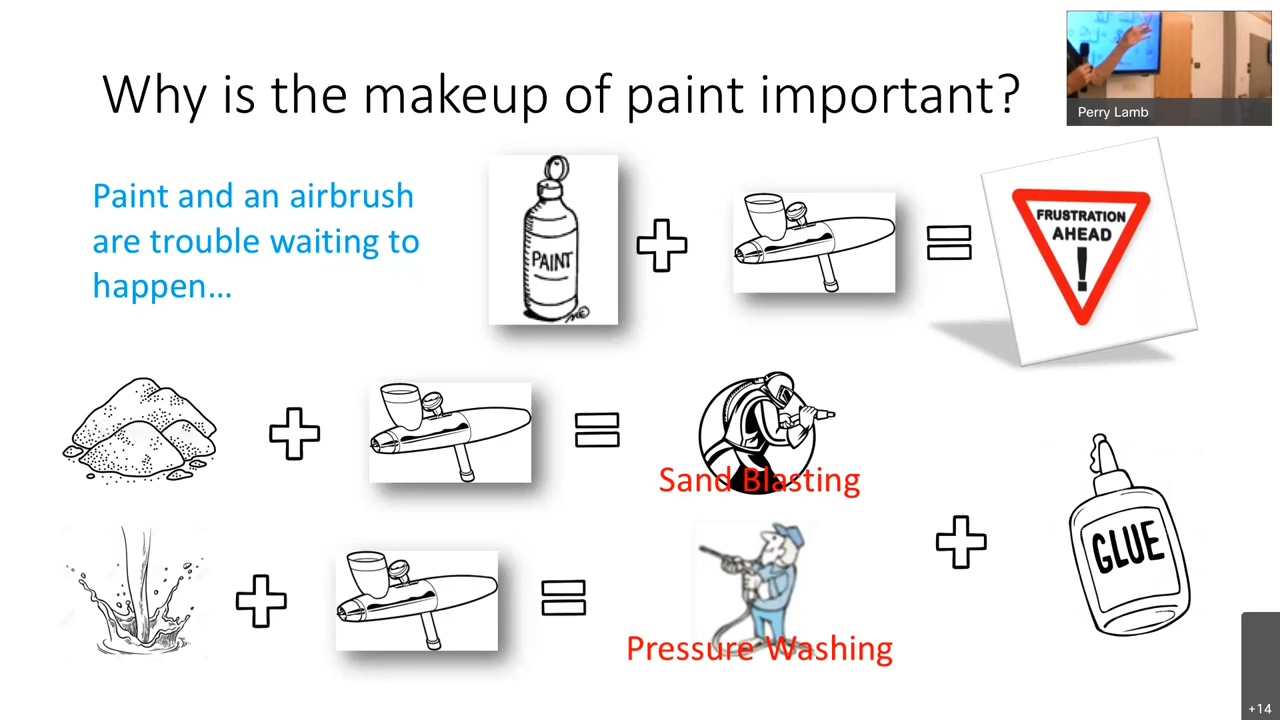 Why is the makeup of paint important?
Perry Lamb
Paint and an airbrush
are trouble waiting to
happen...
PAINT
FRUSTRATION
AHEAD
!
Sand Blasting
GLUE
Pressure Washing
+14